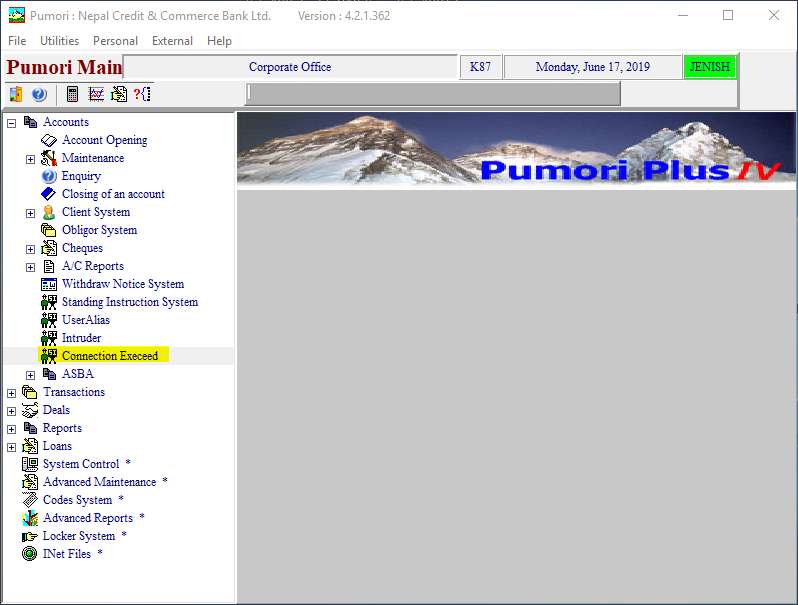 Pumori : Nepal Credit & Commerce Bank Ltd. Version : 4.2.1.362
File Utilities Personal External Help
Pumori Main Corporate Office K87 Monday, June 17, 2019 JENISH
Accounts
Account Opening
Maintenance
Enquiry
Closing of an account
Client System
Obligor System
Cheques
A/C Reports
Withdraw Notice System
Standing Instruction System
UserAlias
Intruder
Connection Execeed
ASBA
Transactions
Deals
Reports
Loans
System Control *
Advanced Maintenance *
Codes System *
Advanced Reports *
Locker System *
INet Files *
Pumori Plus IV